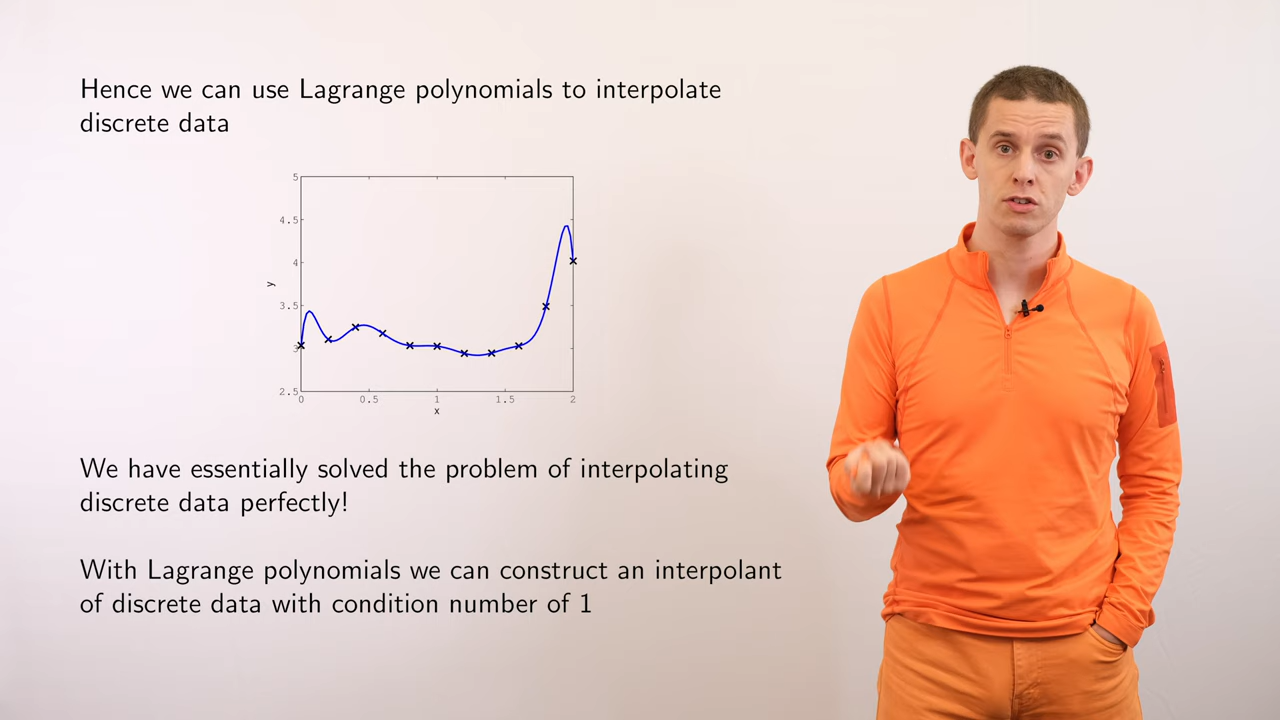 Hence we can use Lagrange polynomials to interpolate
discrete data
5
4.5
4
3.5
3
2.5
y
0 0.5 1 1.5 2
x
We have essentially solved the problem of interpolating
discrete data perfectly!
With Lagrange polynomials we can construct an interpolant
of discrete data with condition number of 1